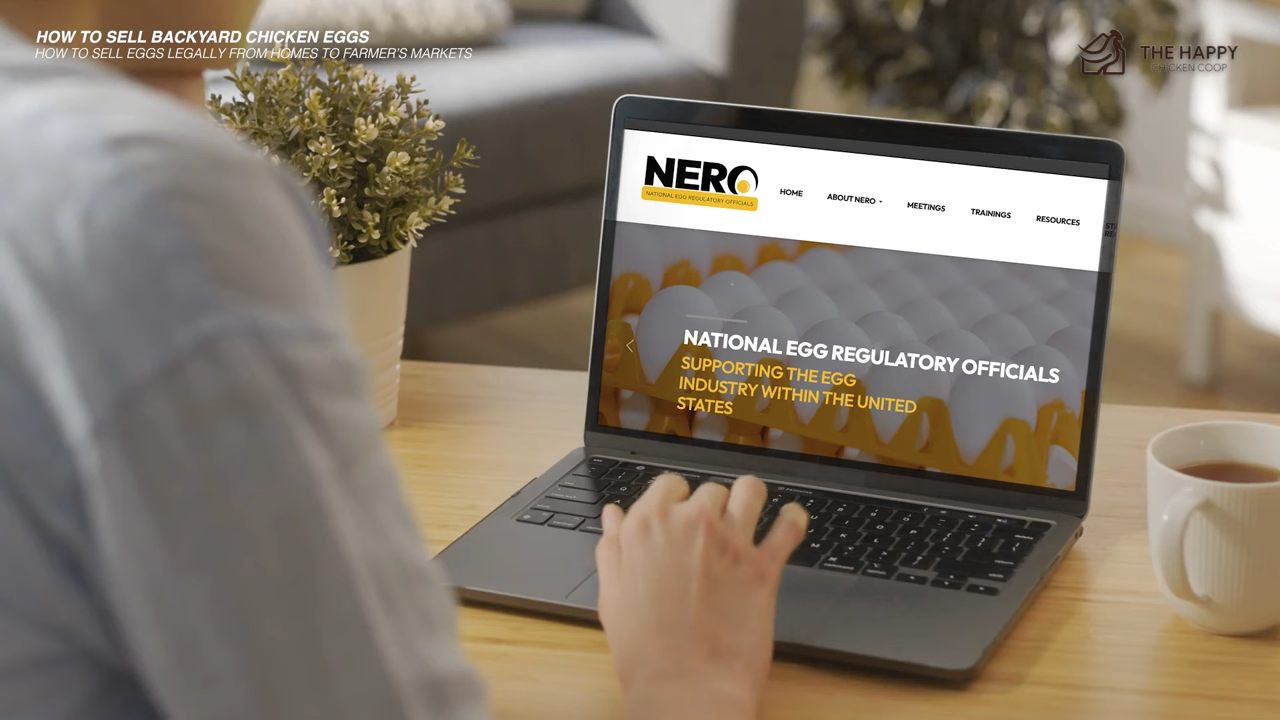 HOW TO SELL BACKYARD CHICKEN EGGS
HOW TO SELL EGGS LEGALLY FROM HOMES TO FARMER'S MARKETS
THE HAPPY
CHICKEN COOP
NERO
NATIONAL EGG REGULATORY OFFICIALS
HOME
ABOUT NERO
MEETINGS
TRAININGS
RESOURCES
NATIONAL EGG REGULATORY OFFICIALS
SUPPORTING THE EGG
INDUSTRY WITHIN THE UNITED
STATES